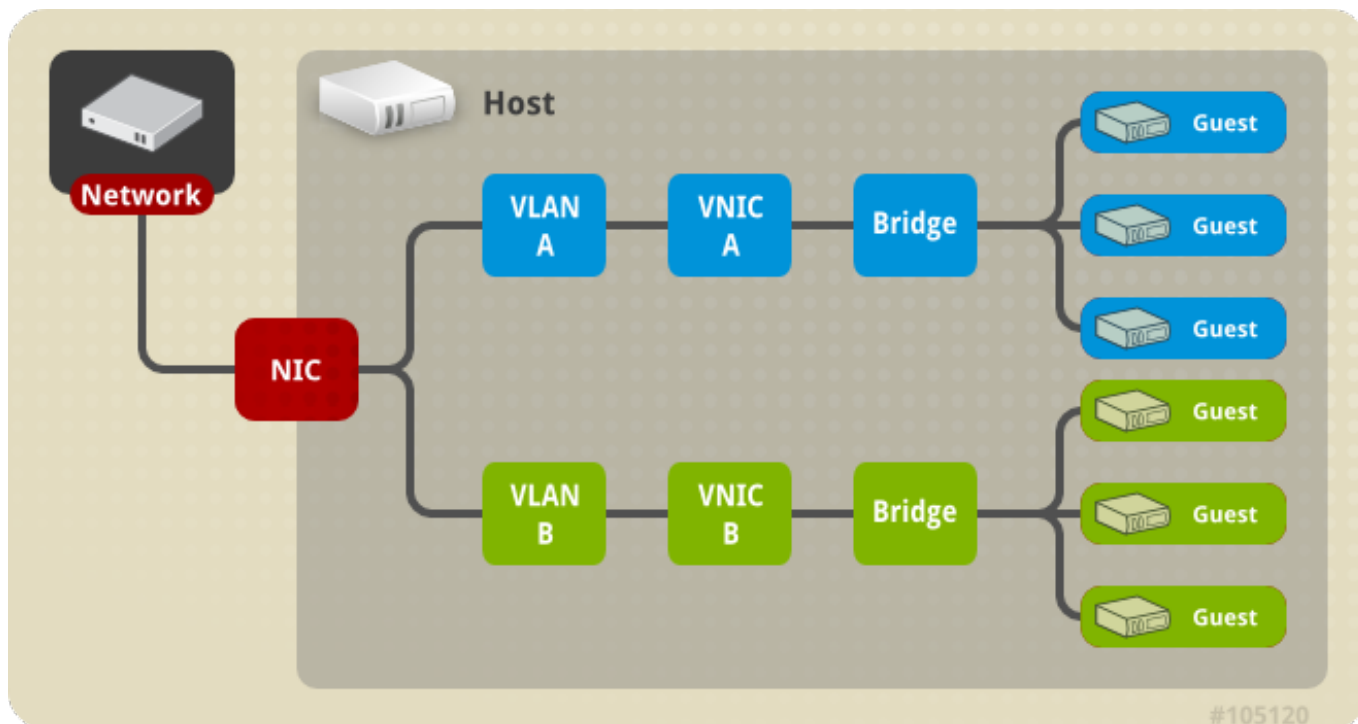 Host
Network
NIC
VLAN
A
VNIC
A
Bridge
Guest
Guest
Guest
VLAN
B
VNIC
B
Bridge
Guest
Guest
Guest
#105120